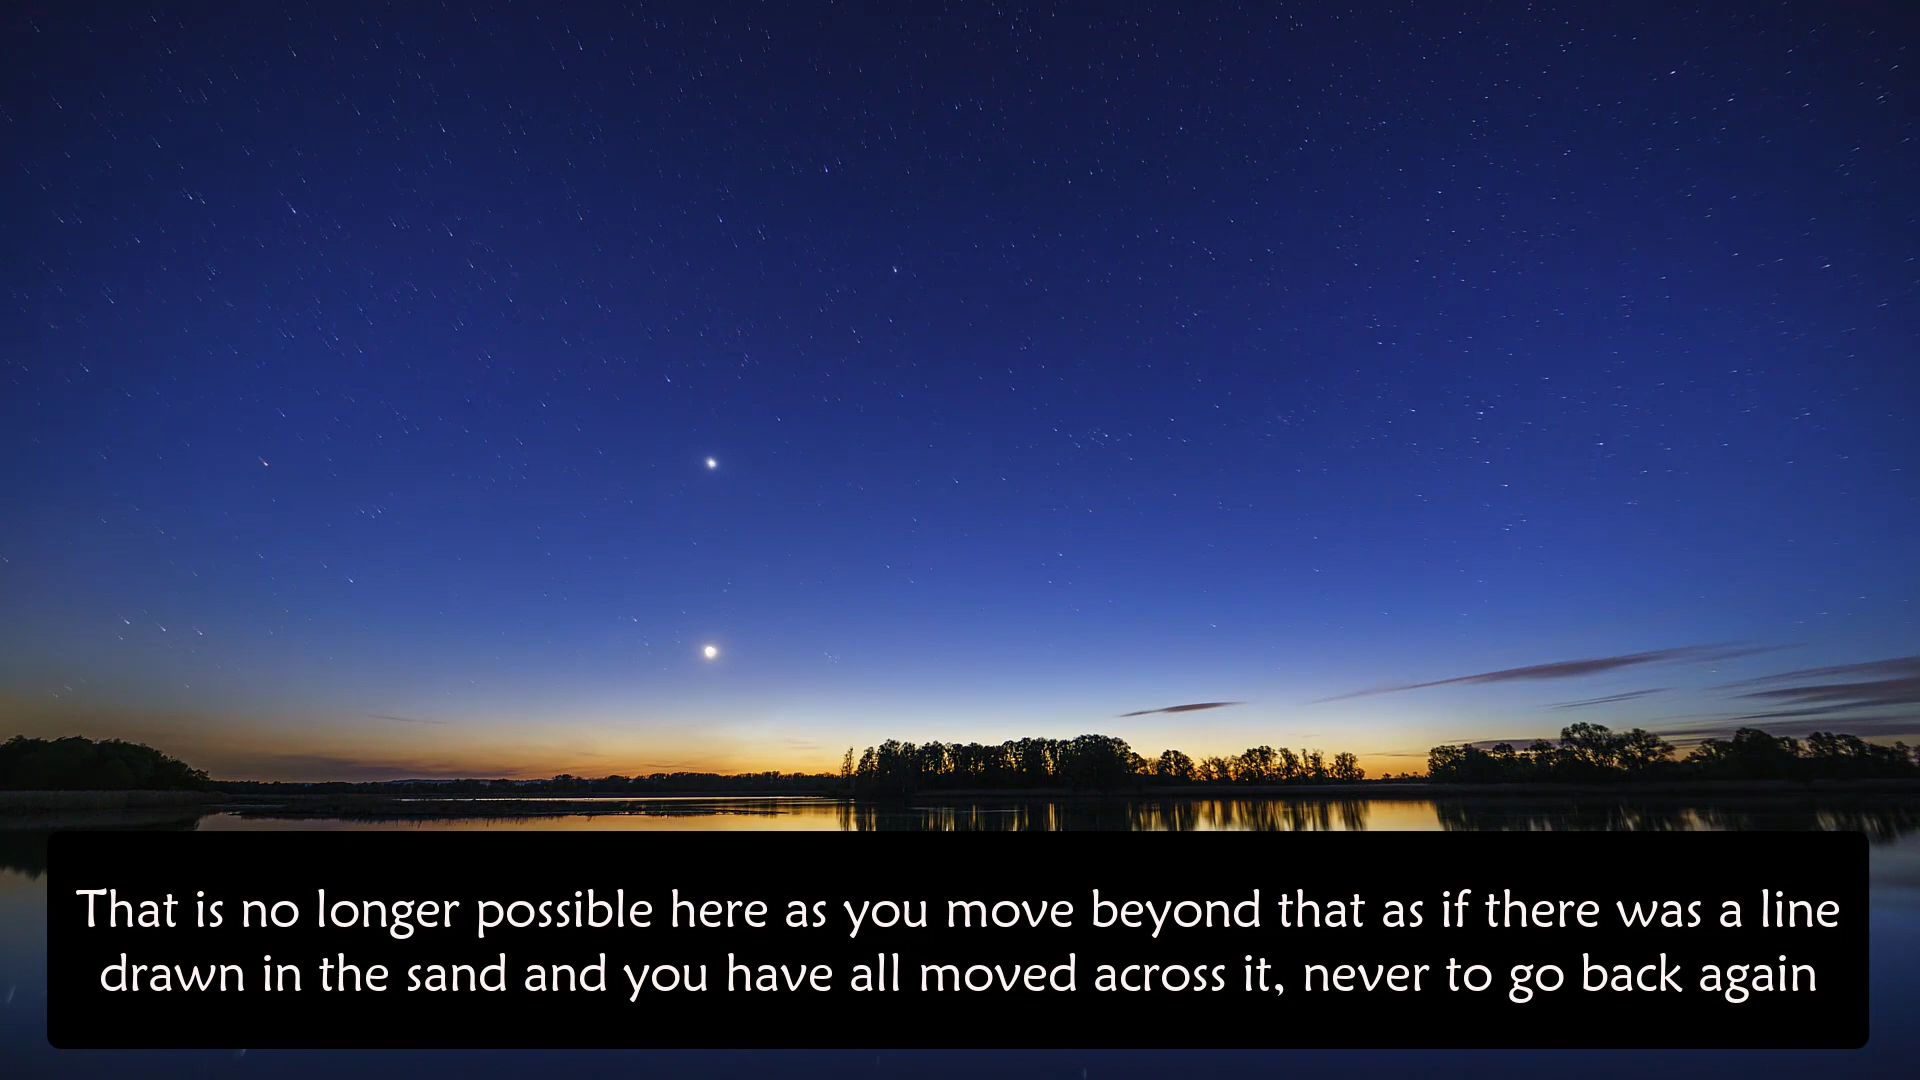 That is no longer possible here as you move beyond that as if there was a line
drawn in the sand and you have all moved across it, never to go back again